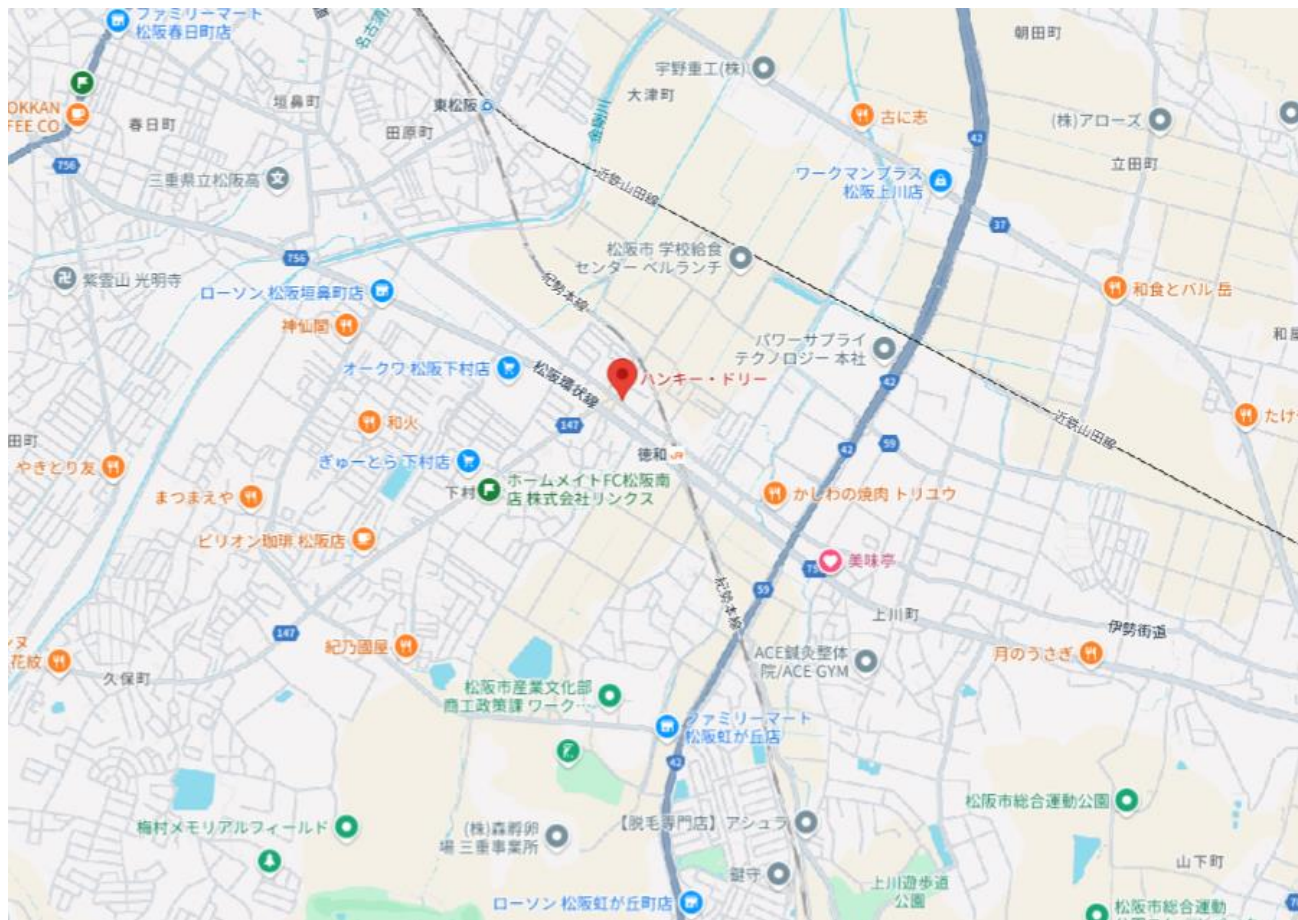 ファミリーマート
松阪春日町店
朝田町
宇野重工(株)
大津町
垣鼻町
東松阪
田原町
金剛川
OKKAN
FEE CO
春日町
古に志
(株)アローズ
42
立田町
756
三重県立松阪高
近鉄山田線
ワークマンプラス
松阪上川店
37
松阪市 学校給食
センター ベルランチ
756
紫雲山 光明寺
ローソン 松阪垣鼻町店
紀勢本線
和食とバル 岳
神仙閣
パワーサプライ
テクノロジー 本社
オークワ 松阪下村店
松阪環状線
ハンキー・ドリー
42
和火
147
近鉄山田線
田町
やきとり友
ぎゅーとら 下村店
徳和
JR
42
59
まつまえや
下村
ホームメイトFC松阪南
店 株式会社リンクス
かしわの焼肉 トリユウ
ビリオン珈琲 松阪店
美味亭
59
紀勢本線
上川町
伊勢街道
147
紀乃國屋
花紋
久保町
ACE鍼灸整体
院/ACE GYM
月のうさぎ
松阪市産業文化部
商工政策課 ワーク…
ファミリーマート
松阪虹が丘店
42
松阪市総合運動公園
梅村メモリアルフィールド
(株)森孵卵
場 三重事業所
【脱毛専門店】アシュラ
鍵守
上川遊歩道
公園
山下町
ローソン 松阪虹が丘町店
松阪市総合運動